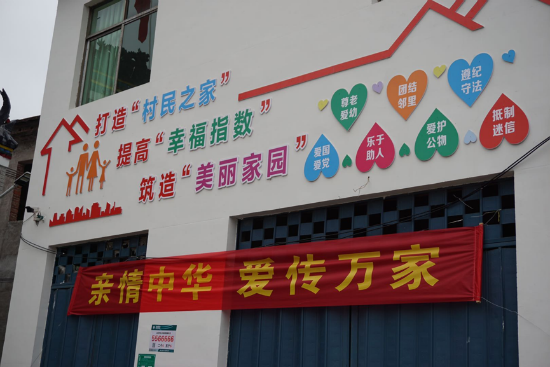 打造“村民之家”
提高“幸福指数”
筑造“美丽家园”
尊老
爱幼
团结
邻里
遵纪
守法
爱国
爱党
乐于
助人
爱护
公物
抵制
迷信
亲情中华 爱传万家